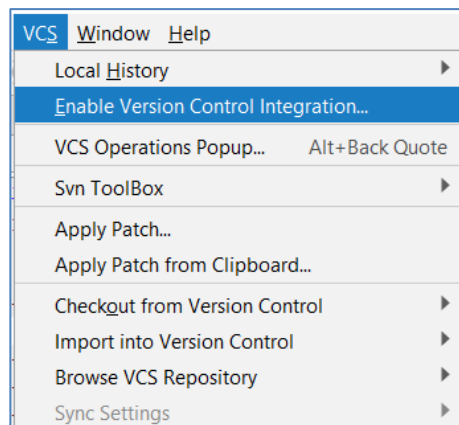 VCS Window Help
Local History
Enable Version Control Integration...
VCS Operations Popup... Alt+Back Quote
Svn ToolBox
Apply Patch...
Apply Patch from Clipboard...
Checkout from Version Control
Import into Version Control
Browse VCS Repository
Sync Settings